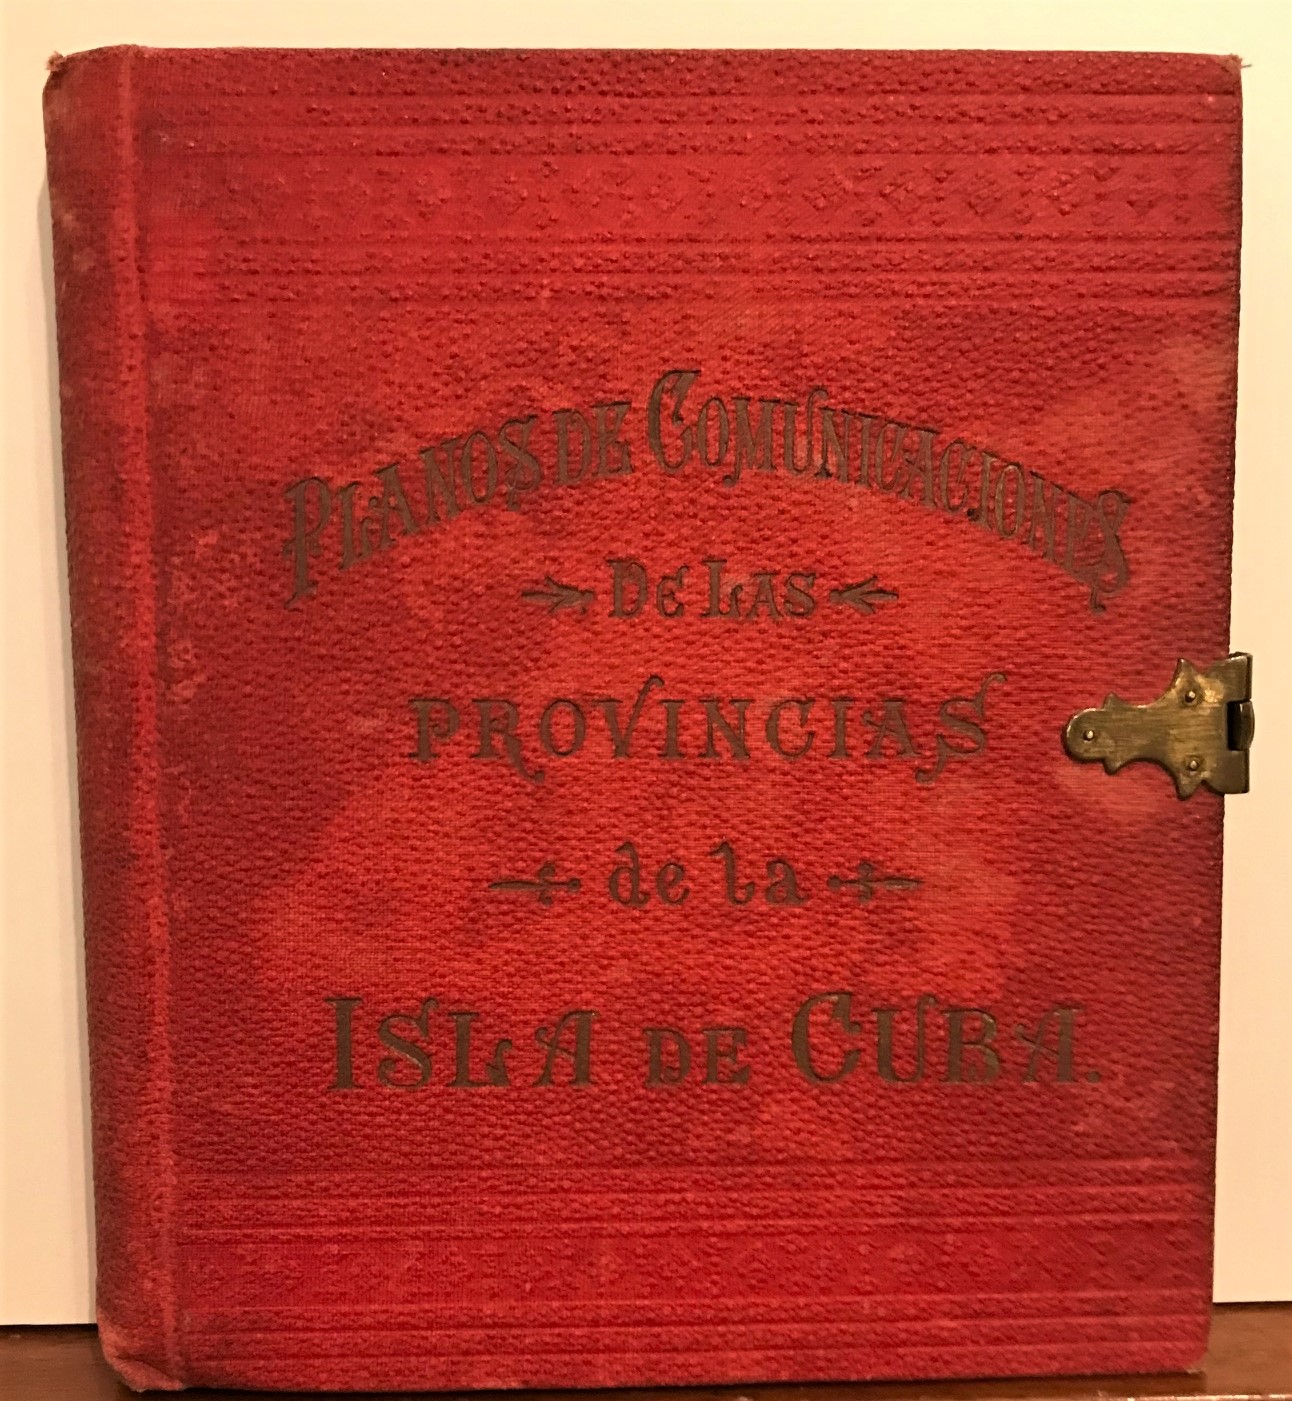 PLANOS DE COMUNICACIONES
DE LAS
PROVINCIAS
de la
ISLA DE CUBA.